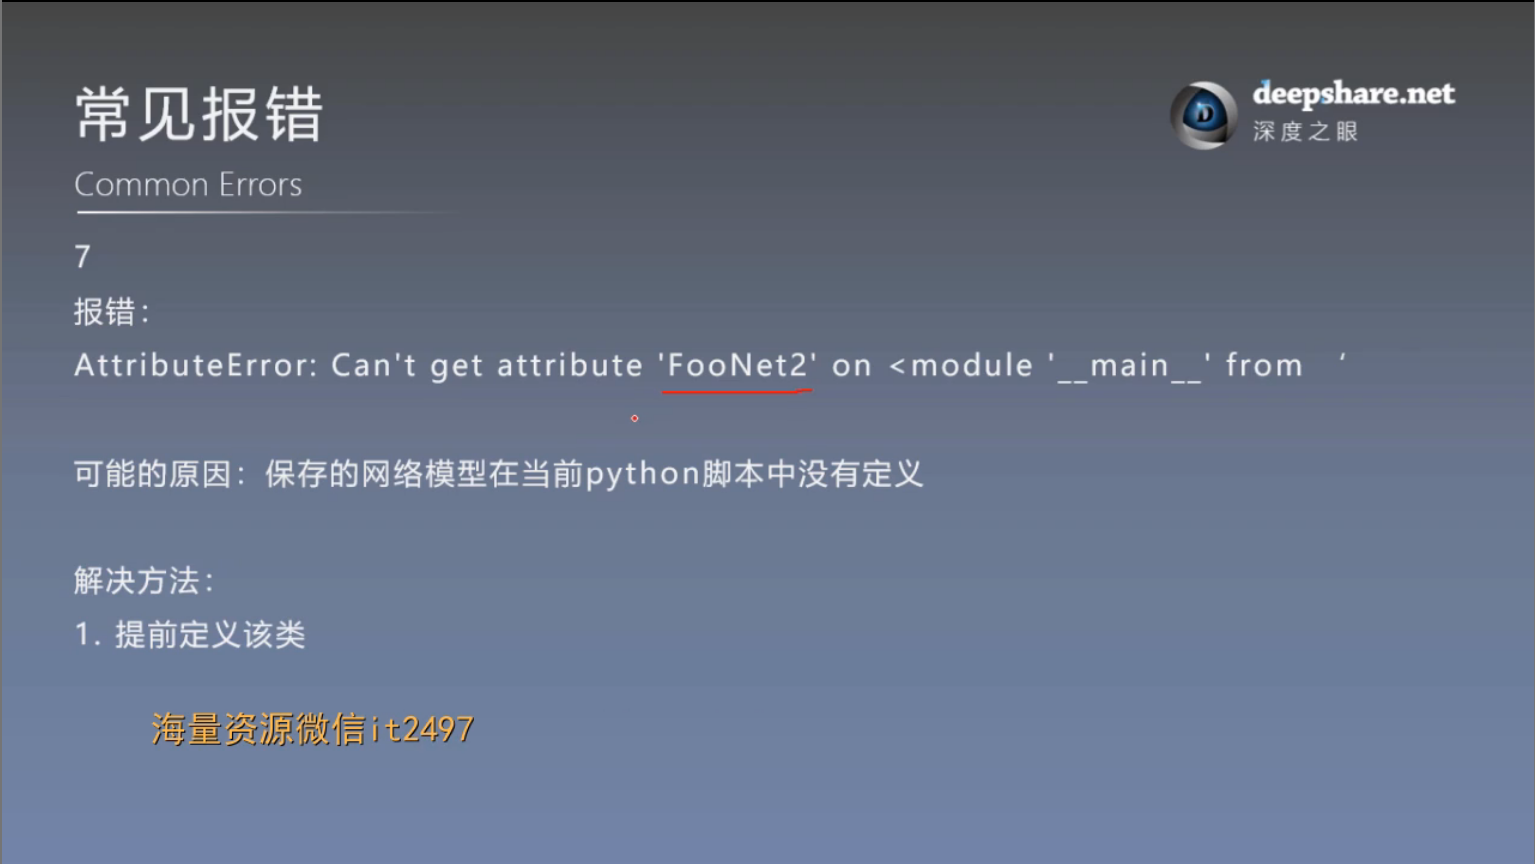 常见报错
deepshare.net
深度之眼
Common Errors
7
报错：
AttributeError: Can't get attribute 'FooNet2' on <module '__main__' from ‘
可能的原因：保存的网络模型在当前python脚本中没有定义
解决方法：
1. 提前定义该类
海量资源微信it2497